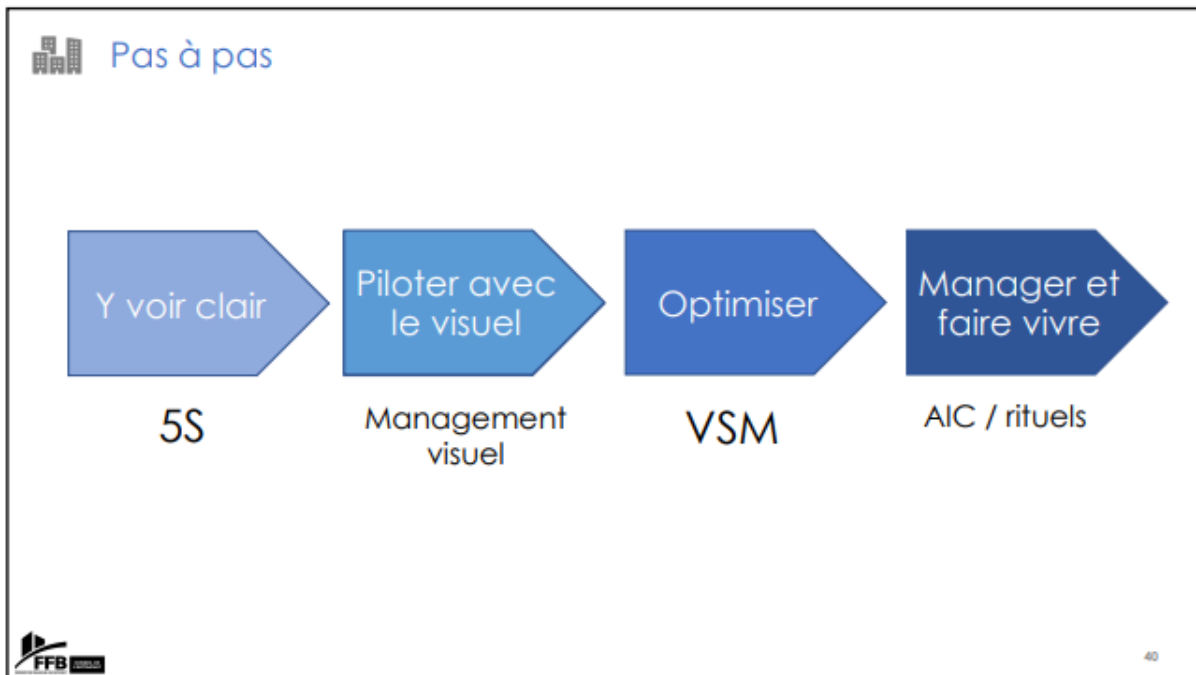 Pas à pas
Y voir clair
Piloter avec
le visuel
Optimiser
Manager et
faire vivre
5S
Management
visuel
VSM
AIC / rituels
FFB
40